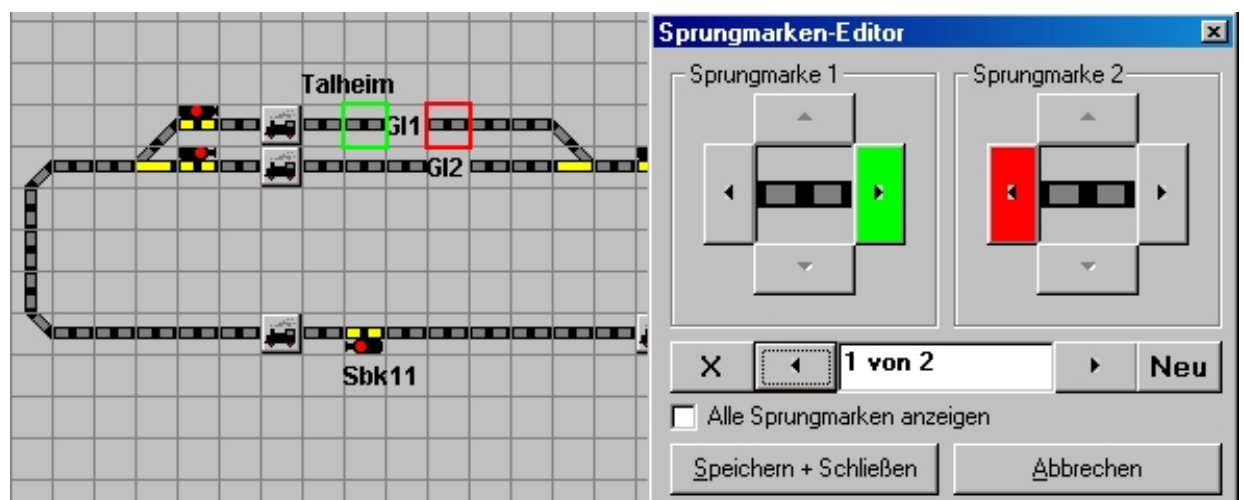 Talheim
Gl1
Gl2
Sbk11
Sprungmarken-Editor
Sprungmarke 1
Sprungmarke 2
X
1 von 2
Neu
Alle Sprungmarken anzeigen
Speichern + Schließen
Abbrechen